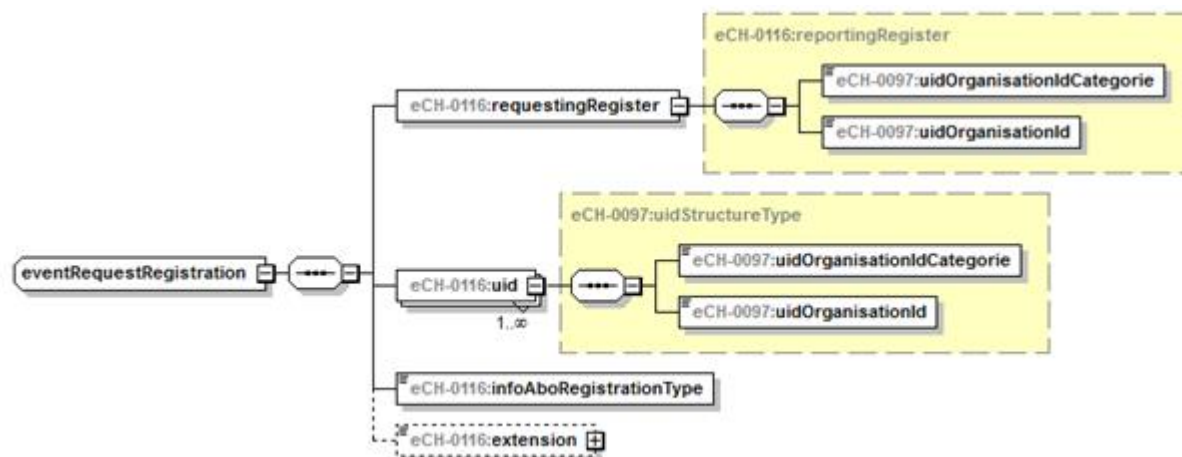 eCH-0116:reportingRegister
eCH-0097:uidOrganisationIdCategorie
eCH-0116:requestingRegister
eCH-0097:uidOrganisationId
eCH-0097:uidStructureType
eCH-0097:uidOrganisationIdCategorie
eventRequestRegistration
eCH-0116:uid
eCH-0097:uidOrganisationId
1..∞
eCH-0116:infoAboRegistrationType
eCH-0116:extension